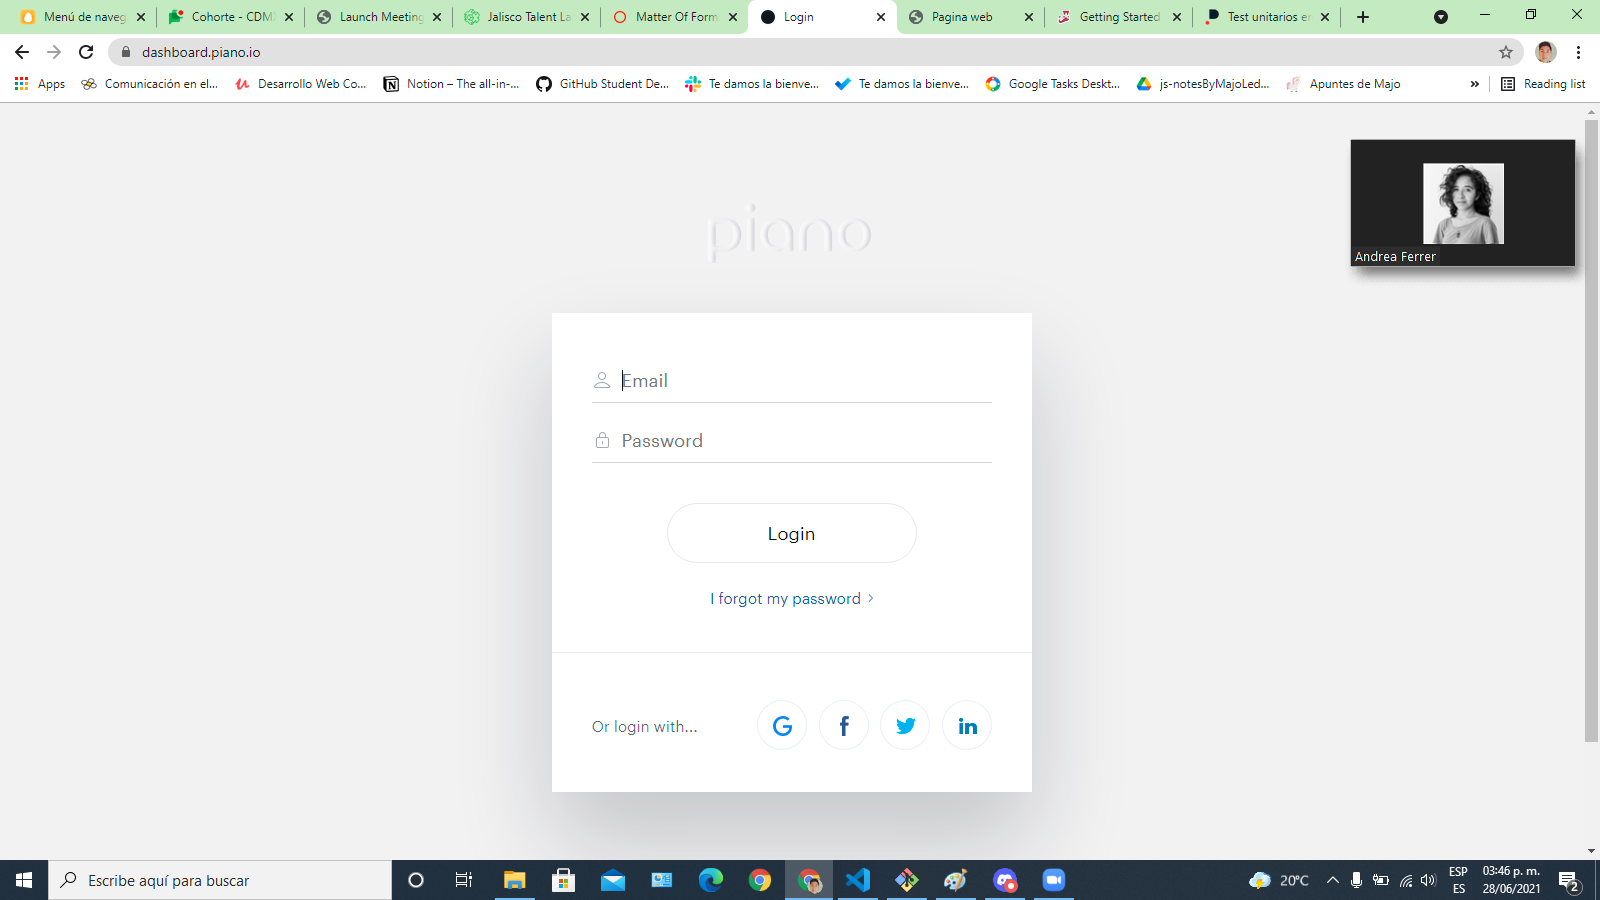 Menú de naveg
Cohorte - CDM
Launch Meeting
Jalisco Talent La
Matter Of Form
Login
Pagina web
Getting Started
Test unitarios e
dashboard.piano.io
Apps
Comunicación en el...
Desarrollo Web Co...
Notion – The all-in-...
GitHub Student De...
Te damos la bienve...
Te damos la bienve...
Google Tasks Deskt...
js-notesByMajoLed...
Apuntes de Majo
»
Reading list
piano
Andrea Ferrer
Email
Password
Login
I forgot my password >
Or login with...
Escribe aquí para buscar
20°C
ESP
ES
03:46 p. m.
28/06/2021
2